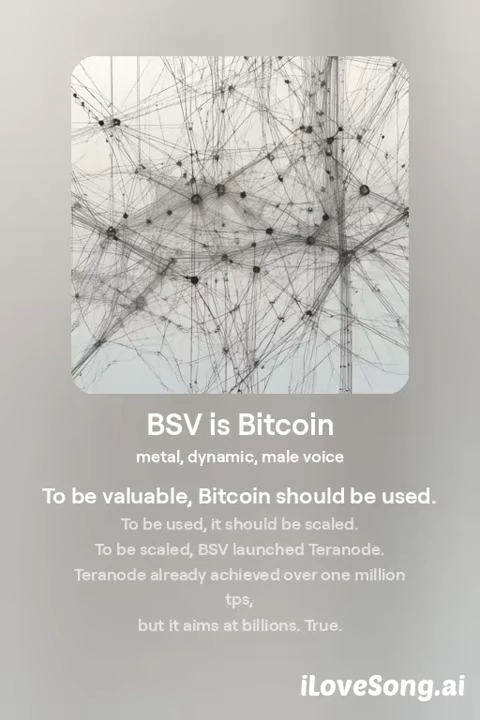 BSV is Bitcoin
metal, dynamic, male voice
To be valuable, Bitcoin should be used.
To be used, it should be scaled.
To be scaled, BSV launched Teranode.
Teranode already achieved over one million
tps,
but it aims at billions. True.
iLoveSong.ai